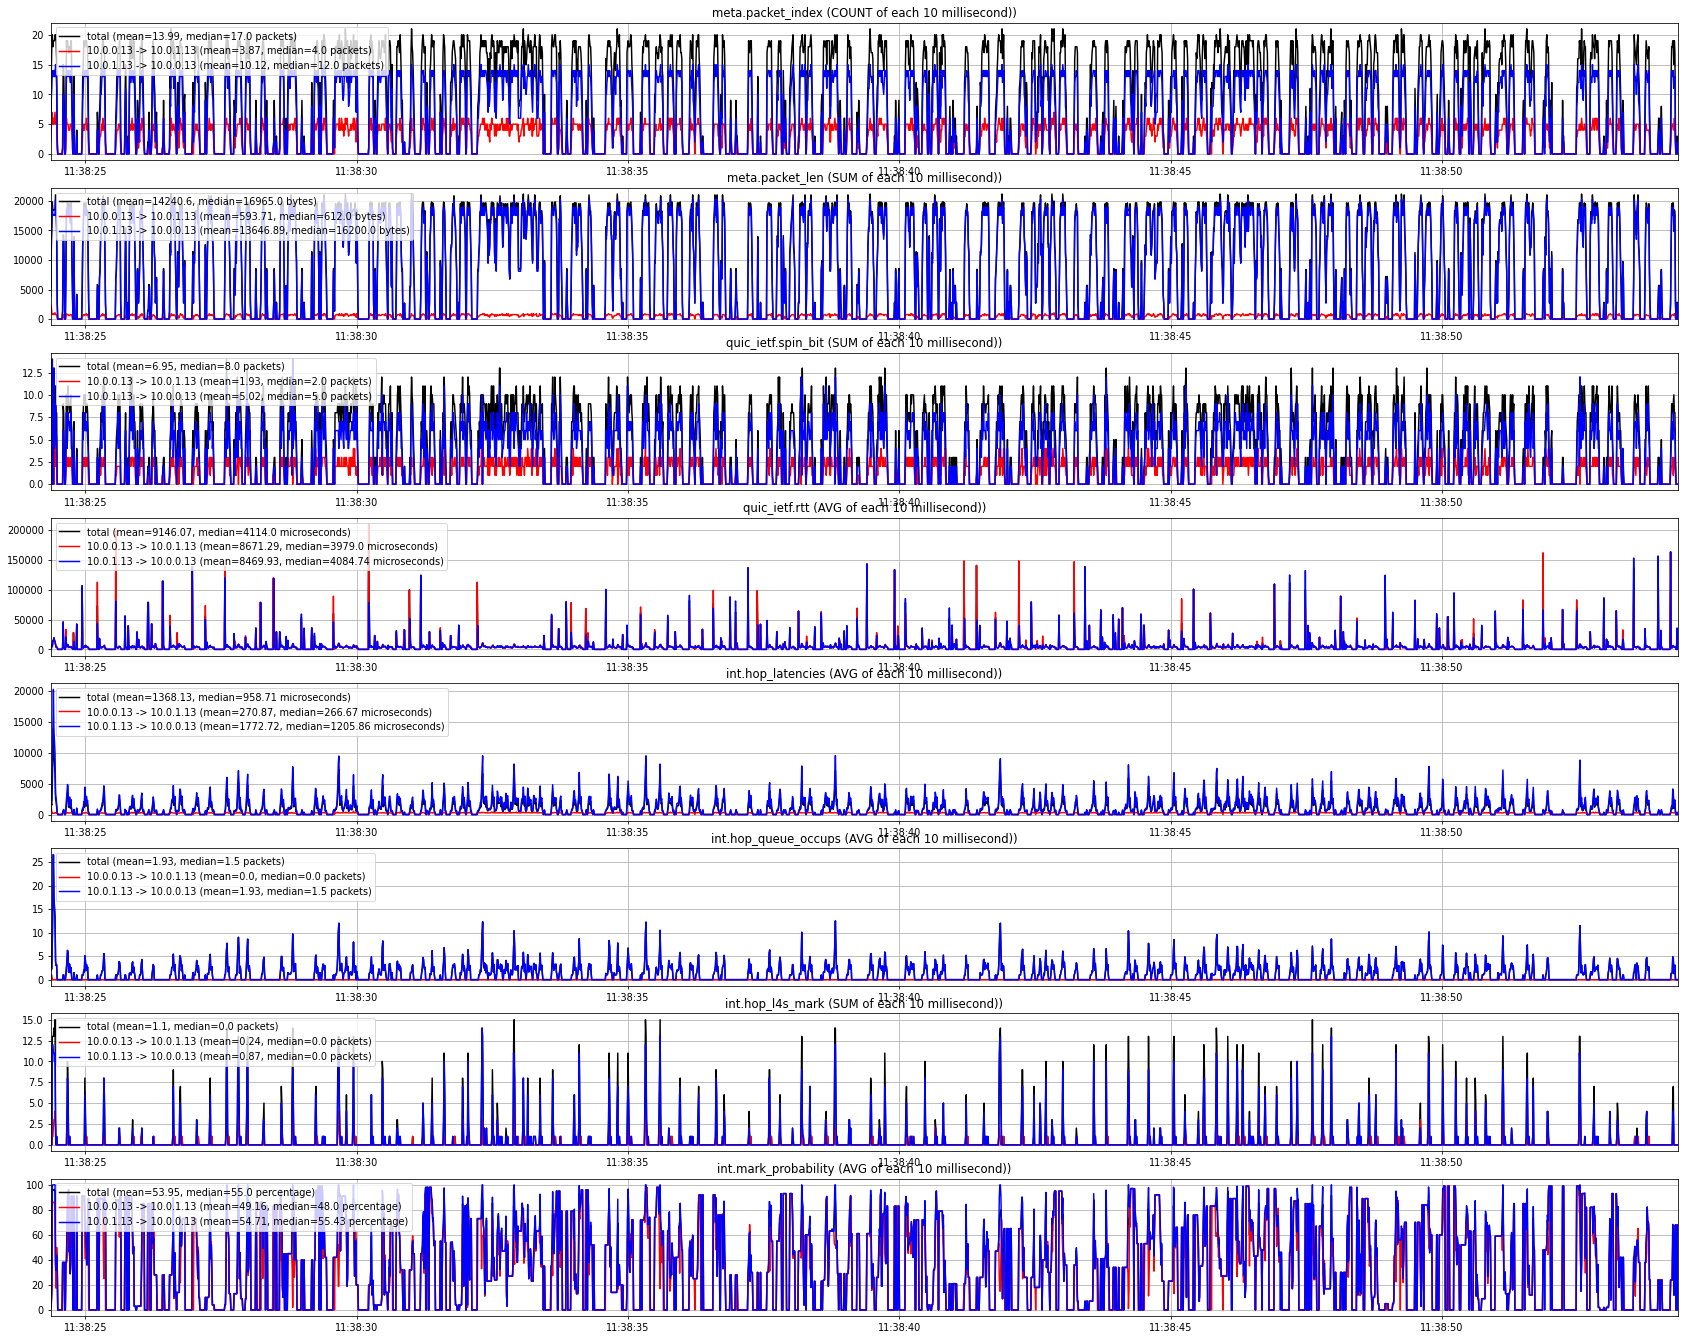 meta.packet_index (COUNT of each 10 millisecond))
total (mean=13.99, median=17.0 packets)
10.0.0.13 -> 10.0.1.13 (mean=3.87, median=4.0 packets)
10.0.1.13 -> 10.0.0.13 (mean=10.12, median=12.0 packets)
20
15
10
5
0
11:38:25 11:38:30 11:38:35 11:38:40 11:38:45 11:38:50
meta.packet_len (SUM of each 10 millisecond))
total (mean=14240.6, median=16965.0 bytes)
10.0.0.13 -> 10.0.1.13 (mean=593.71, median=612.0 bytes)
10.0.1.13 -> 10.0.0.13 (mean=13646.89, median=16200.0 bytes)
20000
15000
10000
5000
0
11:38:25 11:38:30 11:38:35 11:38:40 11:38:45 11:38:50
quic_ietf.spin_bit (SUM of each 10 millisecond))
total (mean=6.95, median=8.0 packets)
10.0.0.13 -> 10.0.1.13 (mean=1.93, median=2.0 packets)
10.0.1.13 -> 10.0.0.13 (mean=5.02, median=5.0 packets)
12.5
10.0
7.5
5.0
2.5
0.0
11:38:25 11:38:30 11:38:35 11:38:40 11:38:45 11:38:50
quic_ietf.rtt (AVG of each 10 millisecond))
total (mean=9146.07, median=4114.0 microseconds)
10.0.0.13 -> 10.0.1.13 (mean=8671.29, median=3979.0 microseconds)
10.0.1.13 -> 10.0.0.13 (mean=8469.93, median=4084.74 microseconds)
200000
150000
100000
50000
0
11:38:25 11:38:30 11:38:35 11:38:40 11:38:45 11:38:50
int.hop_latencies (AVG of each 10 millisecond))
total (mean=1368.13, median=958.71 microseconds)
10.0.0.13 -> 10.0.1.13 (mean=270.87, median=266.67 microseconds)
10.0.1.13 -> 10.0.0.13 (mean=1772.72, median=1205.86 microseconds)
20000
15000
10000
5000
0
11:38:25 11:38:30 11:38:35 11:38:40 11:38:45 11:38:50
int.hop_queue_occups (AVG of each 10 millisecond))
total (mean=1.93, median=1.5 packets)
10.0.0.13 -> 10.0.1.13 (mean=0.0, median=0.0 packets)
10.0.1.13 -> 10.0.0.13 (mean=1.93, median=1.5 packets)
25
20
15
10
5
0
11:38:25 11:38:30 11:38:35 11:38:40 11:38:45 11:38:50
int.hop_l4s_mark (SUM of each 10 millisecond))
total (mean=1.1, median=0.0 packets)
10.0.0.13 -> 10.0.1.13 (mean=0.24, median=0.0 packets)
10.0.1.13 -> 10.0.0.13 (mean=0.87, median=0.0 packets)
15.0
12.5
10.0
7.5
5.0
2.5
0.0
11:38:25 11:38:30 11:38:35 11:38:40 11:38:45 11:38:50
int.mark_probability (AVG of each 10 millisecond))
total (mean=53.95, median=55.0 percentage)
10.0.0.13 -> 10.0.1.13 (mean=49.16, median=48.0 percentage)
10.0.1.13 -> 10.0.0.13 (mean=54.71, median=55.43 percentage)
100
80
60
40
20
0
11:38:25 11:38:30 11:38:35 11:38:40 11:38:45 11:38:50